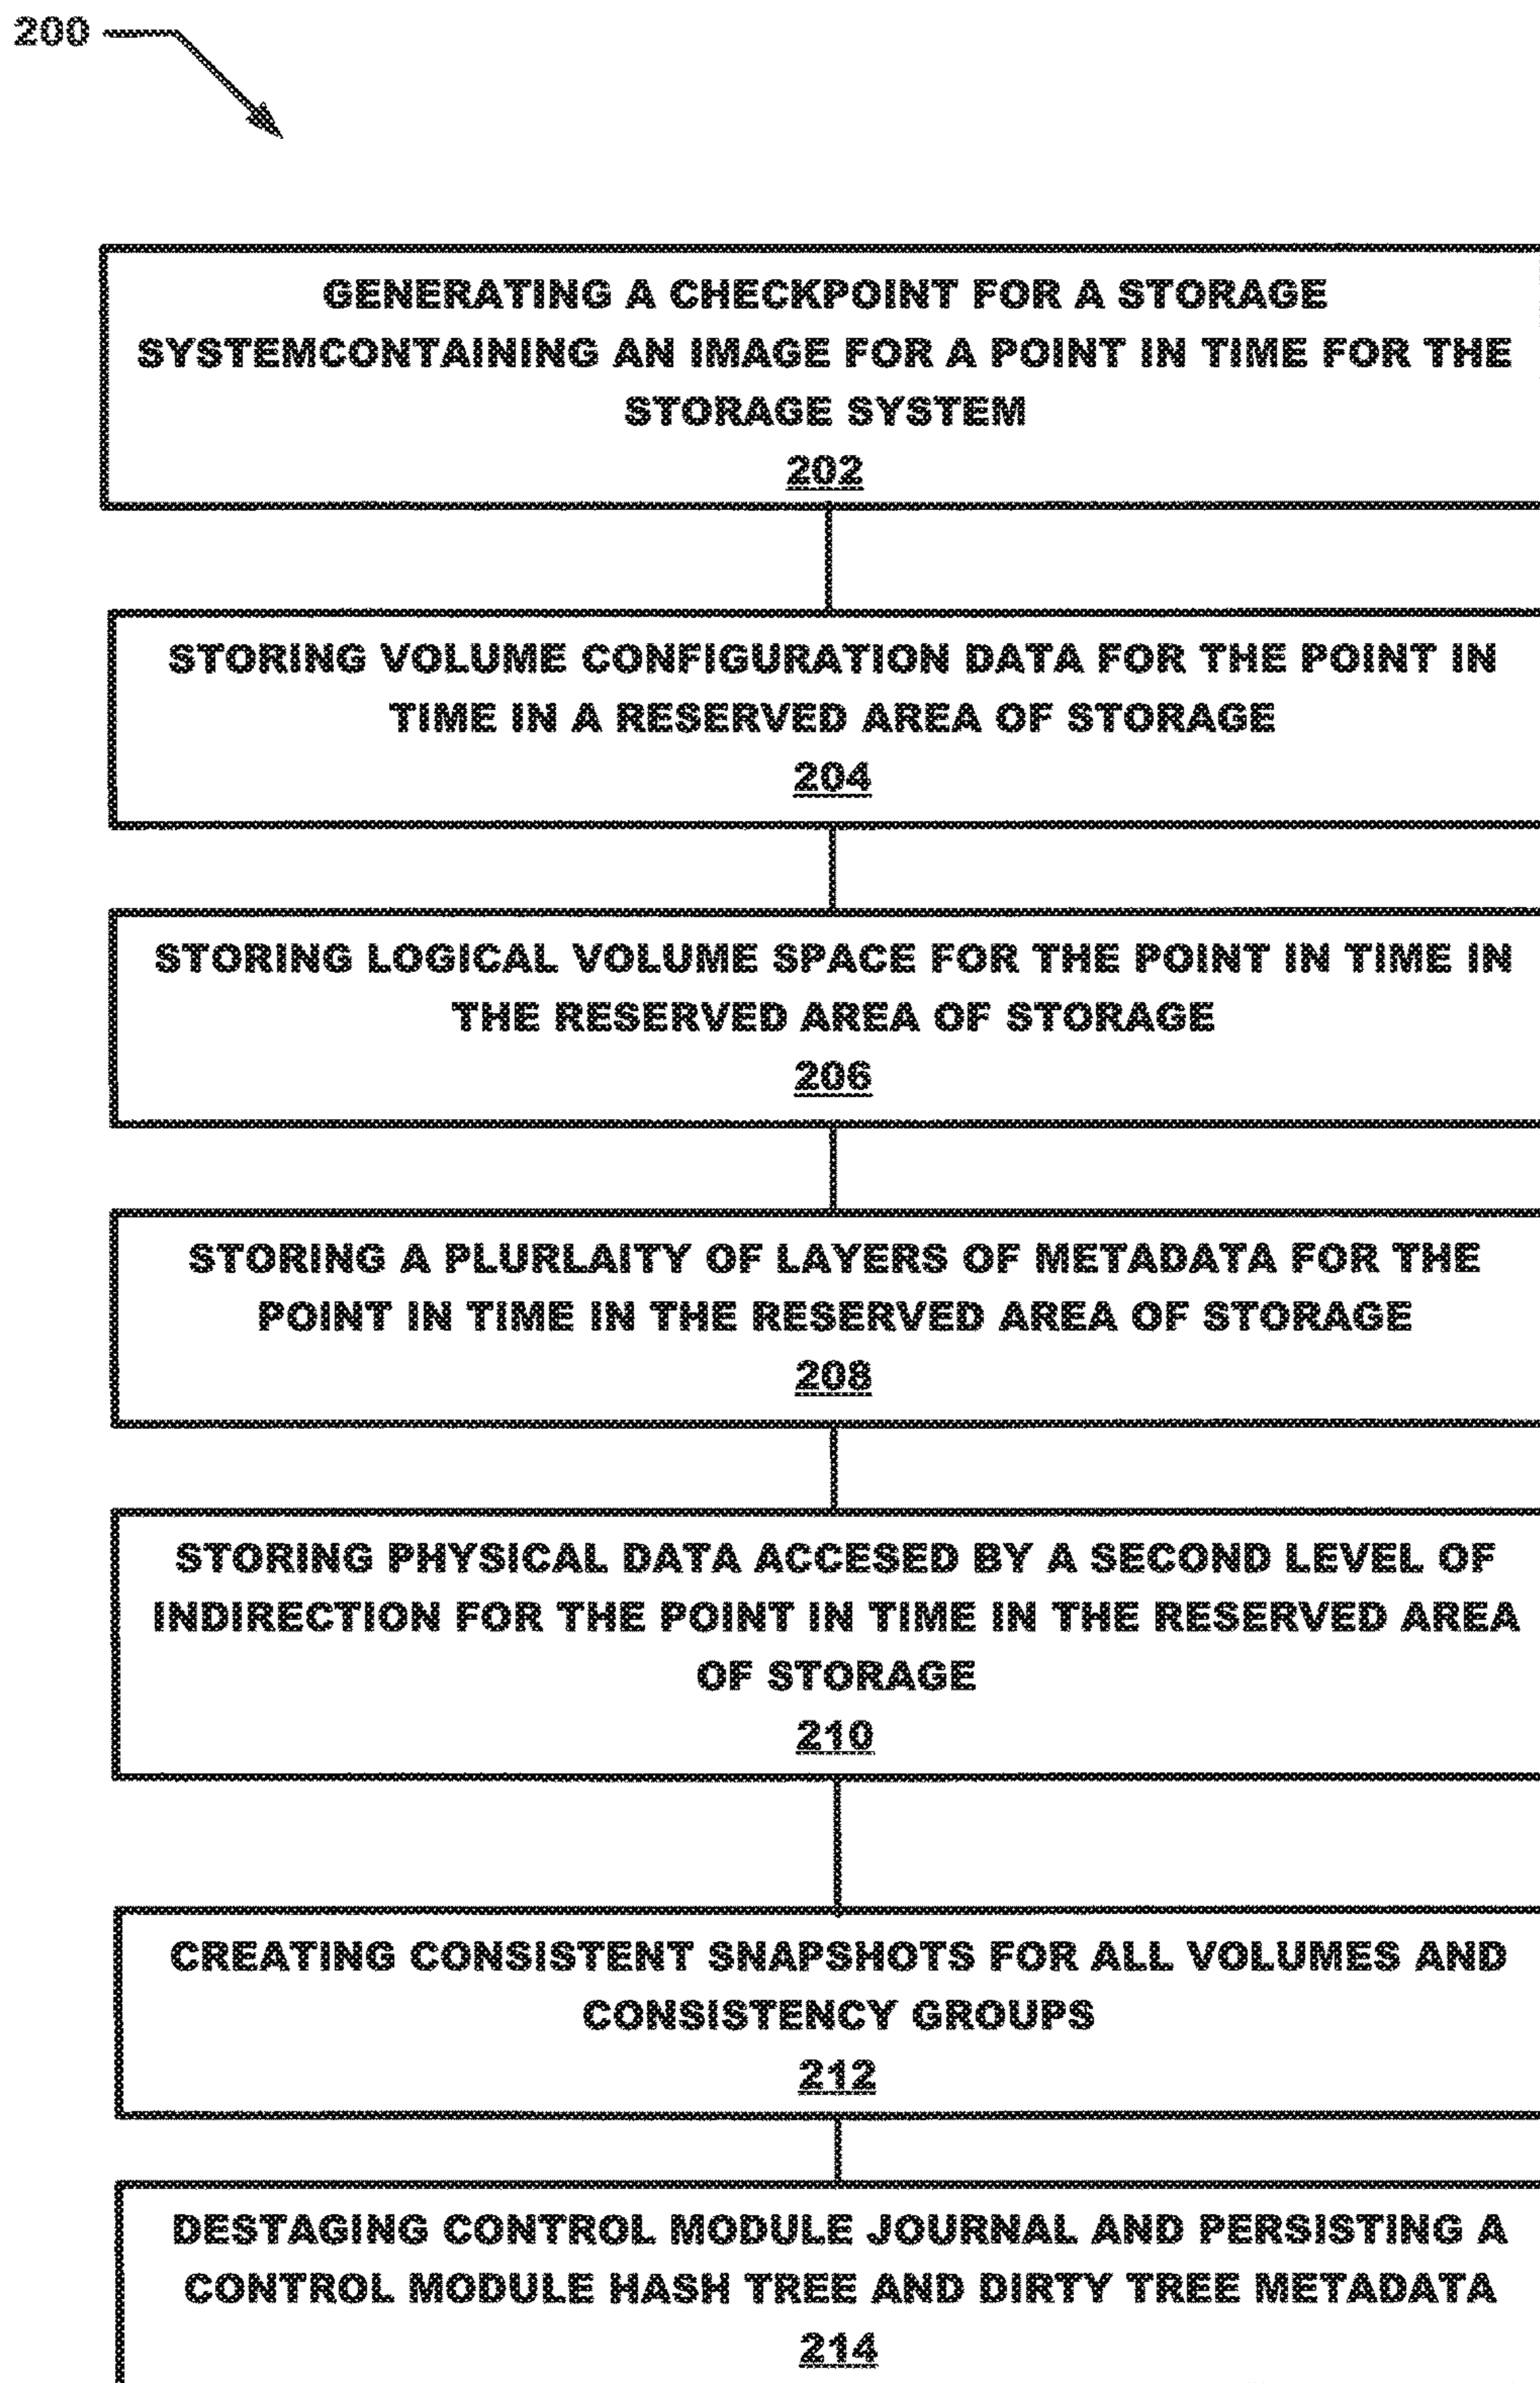 200
GENERATING A CHECKPOINT FOR A STORAGE
SYSTEMCONTAINING AN IMAGE FOR A POINT IN TIME FOR THE
STORAGE SYSTEM
202
STORING VOLUME CONFIGURATION DATA FOR THE POINT IN
TIME IN A RESERVED AREA OF STORAGE
204
STORING LOGICAL VOLUME SPACE FOR THE POINT IN TIME IN
THE RESERVED AREA OF STORAGE
206
STORING A PLURLAITY OF LAYERS OF METADATA FOR THE
POINT IN TIME IN THE RESERVED AREA OF STORAGE
208
STORING PHYSICAL DATA ACCESED BY A SECOND LEVEL OF
INDIRECTION FOR THE POINT IN TIME IN THE RESERVED AREA
OF STORAGE
210
CREATING CONSISTENT SNAPSHOTS FOR ALL VOLUMES AND
CONSISTENCY GROUPS
212
DESTAGING CONTROL MODULE JOURNAL AND PERSISTING A
CONTROL MODULE HASH TREE AND DIRTY TREE METADATA
214